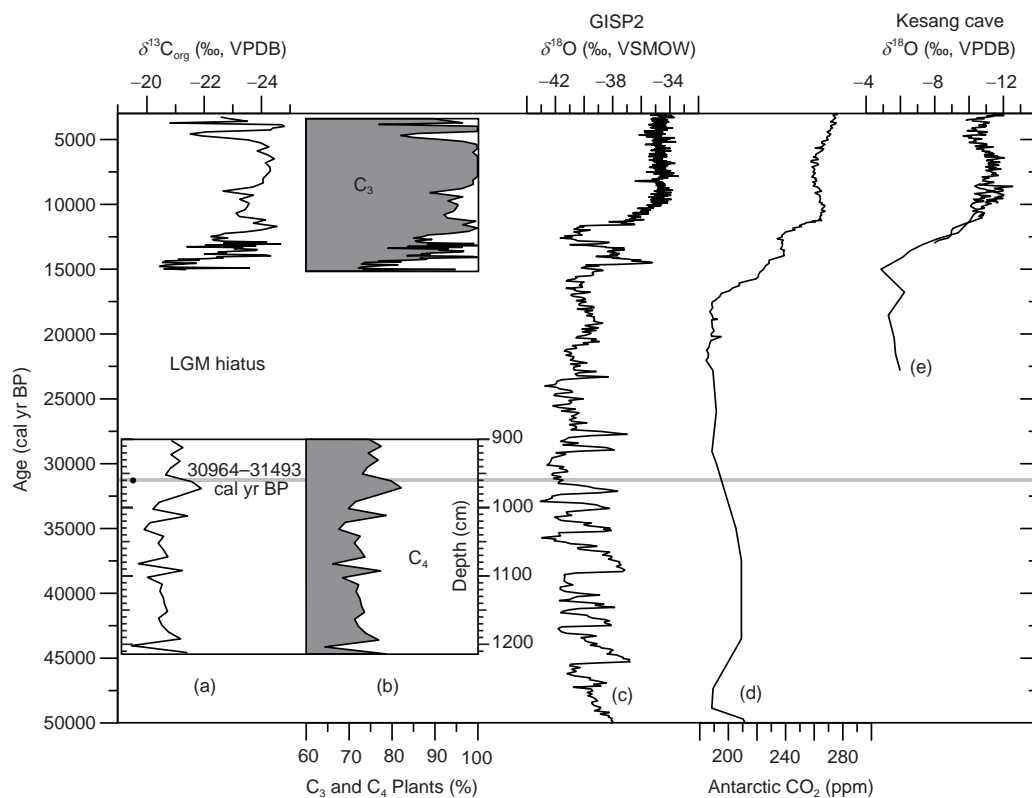 GISP2
Kesang cave
δ¹³Corg (‰, VPDB)
δ¹⁸O (‰, VSMOW)
δ¹⁸O (‰, VPDB)
−20 −22 −24
−42 −38 −34
−4 −8 −12
5000
10000
15000
20000
25000
30000
35000
40000
45000
50000
Age (cal yr BP)
C₃
LGM hiatus
30964–31493
cal yr BP
C₄
900
1000
1100
1200
Depth (cm)
(a)
(b)
(c)
(d)
(e)
60 70 80 90 100
C₃ and C₄ Plants (%)
200 240 280
Antarctic CO₂ (ppm)